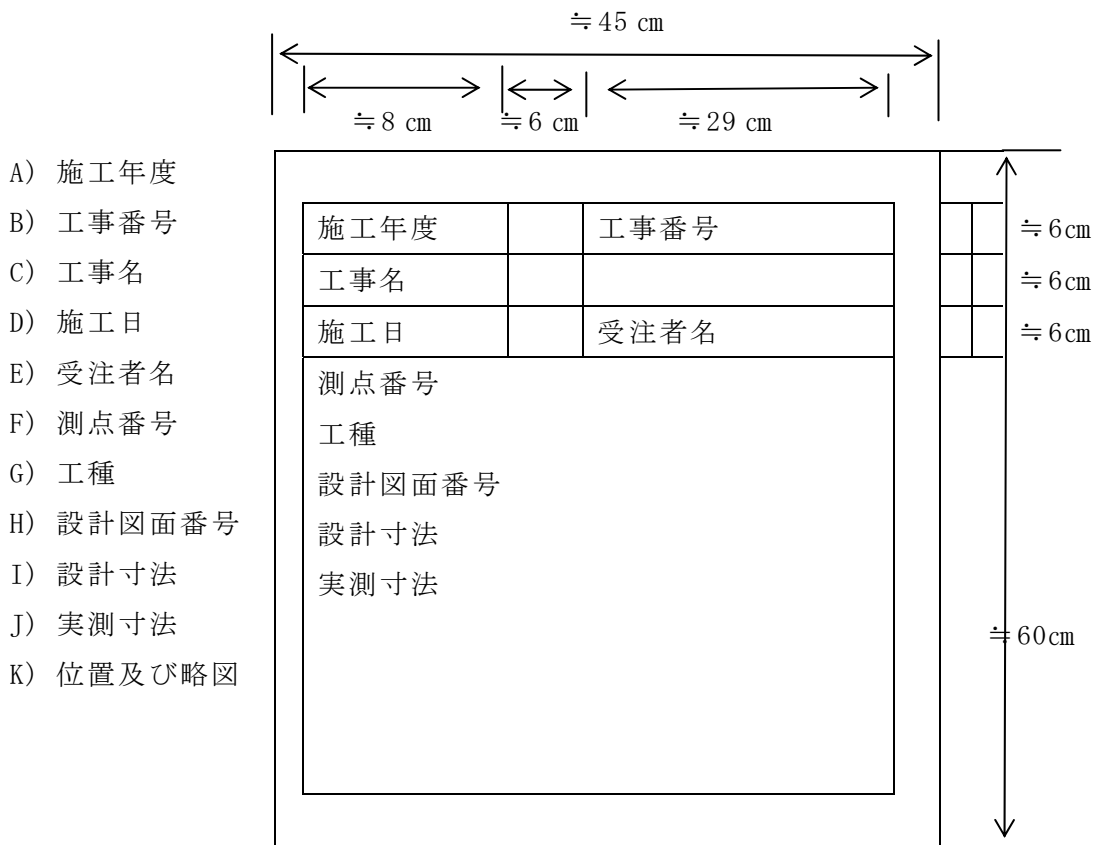 ≒45 cm
≒8 cm ≒6 cm ≒29 cm
A) 施工年度
B) 工事番号
C) 工事名
D) 施工日
E) 受注者名
F) 測点番号
G) 工種
H) 設計図面番号
I) 設計寸法
J) 実測寸法
K) 位置及び略図
施工年度 工事番号 ≒6cm
工事名 ≒6cm
施工日 受注者名 ≒6cm
測点番号
工種
設計図面番号
設計寸法
実測寸法
≒60cm